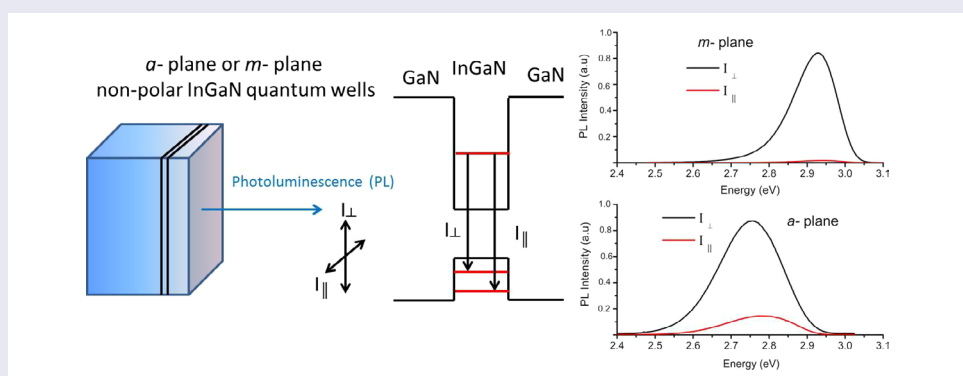 a- plane or m- plane
non-polar InGaN quantum wells
Photoluminescence (PL)
I⊥
I∥
GaN
InGaN
GaN
I⊥
I∥
m- plane
I⊥
I∥
PL Intensity (a.u)
1.0
0.8
0.6
0.4
0.2
2.4 2.5 2.6 2.7 2.8 2.9 3.0 3.1
Energy (eV)
a- plane
I⊥
I∥
PL Intensity (a.u)
1.0
0.8
0.6
0.4
0.2
2.4 2.5 2.6 2.7 2.8 2.9 3.0 3.1
Energy (eV)